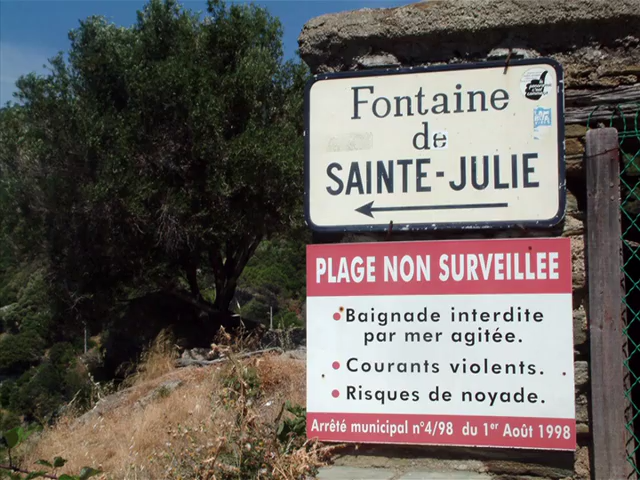 Fontaine
de
SAINTE-JULIE
PLAGE NON SURVEILLEE
• Baignade interdite
par mer agitée.
• Courants violents.
• Risques de noyade.
Arrêté municipal n°4/98 du 1er Août 1998